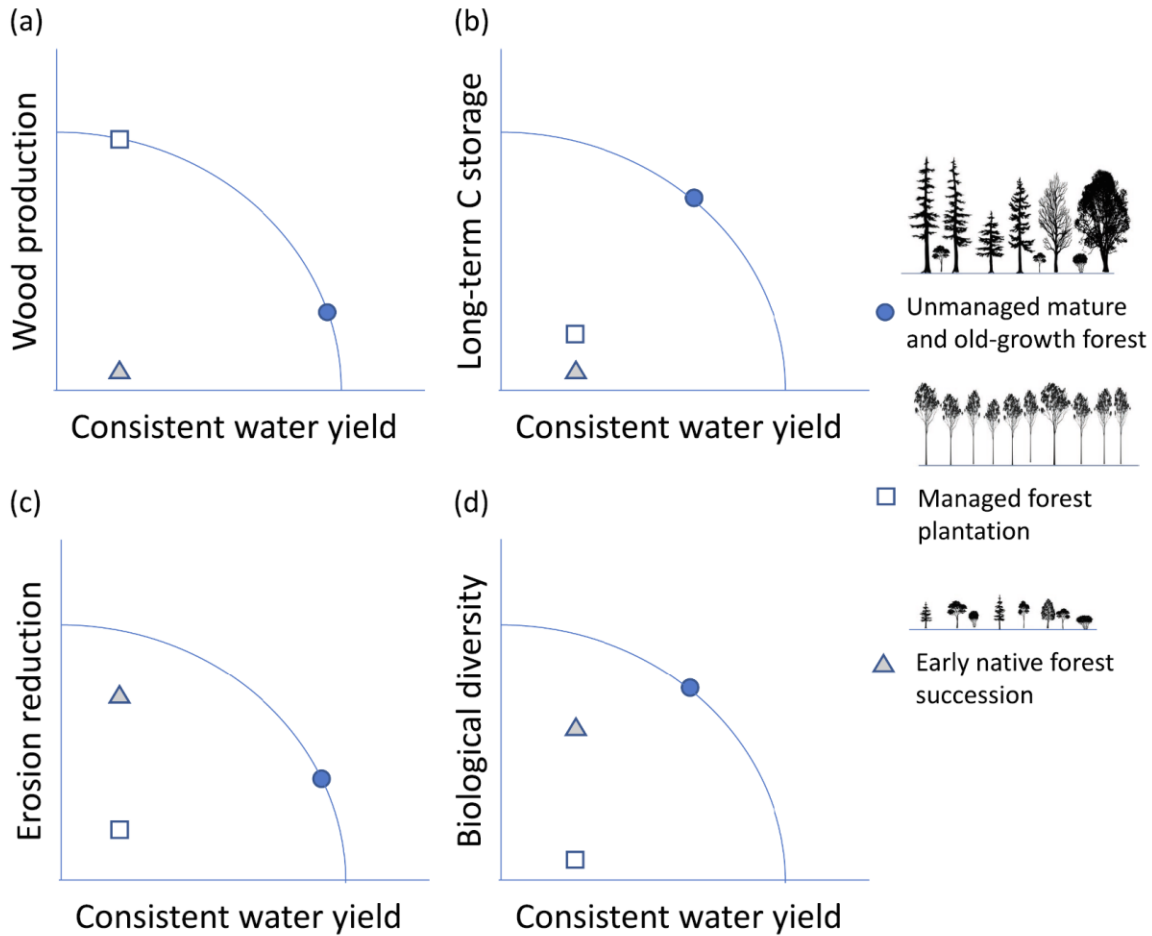 (a)
Wood production
Consistent water yield
(b)
Long-term C storage
Consistent water yield
(c)
Erosion reduction
Consistent water yield
(d)
Biological diversity
Consistent water yield
Unmanaged mature
and old-growth forest
Managed forest
plantation
Early native forest
succession